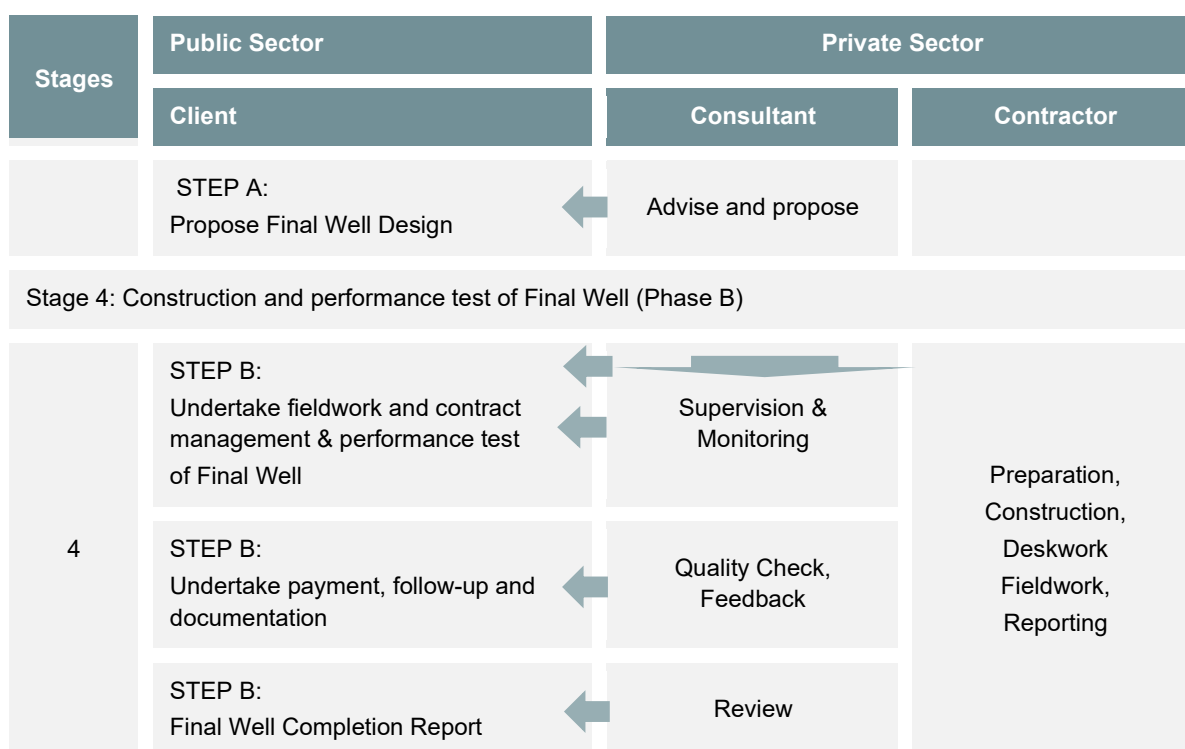 Stages
Public Sector
Private Sector
Client
Consultant
Contractor
STEP A:
Propose Final Well Design
Advise and propose
Stage 4: Construction and performance test of Final Well (Phase B)
4
STEP B:
Undertake fieldwork and contract
management & performance test
of Final Well
Supervision &
Monitoring
Preparation,
Construction,
Deskwork
Fieldwork,
Reporting
STEP B:
Undertake payment, follow-up and
documentation
Quality Check,
Feedback
STEP B:
Final Well Completion Report
Review